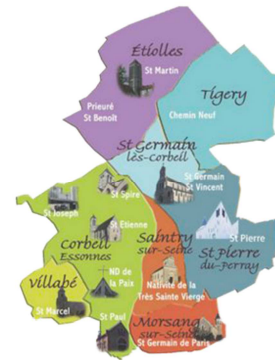 Étiolles
St Martin
Tigery
Prieuré
St Benoît
Chemin Neuf
St Germain
lès-Corbeil
St Germain
St Vincent
St Spire
St Joseph
St Etienne
St Pierre
Corbeil
Essonnes
Saintry
sur-Seine
St Pierre
du-Perray
ND de
la Paix
Villabé
Nativité de la
Très Sainte Vierge
St Marcel
St Paul
Morsang
sur-Seine
St Germain de Paris